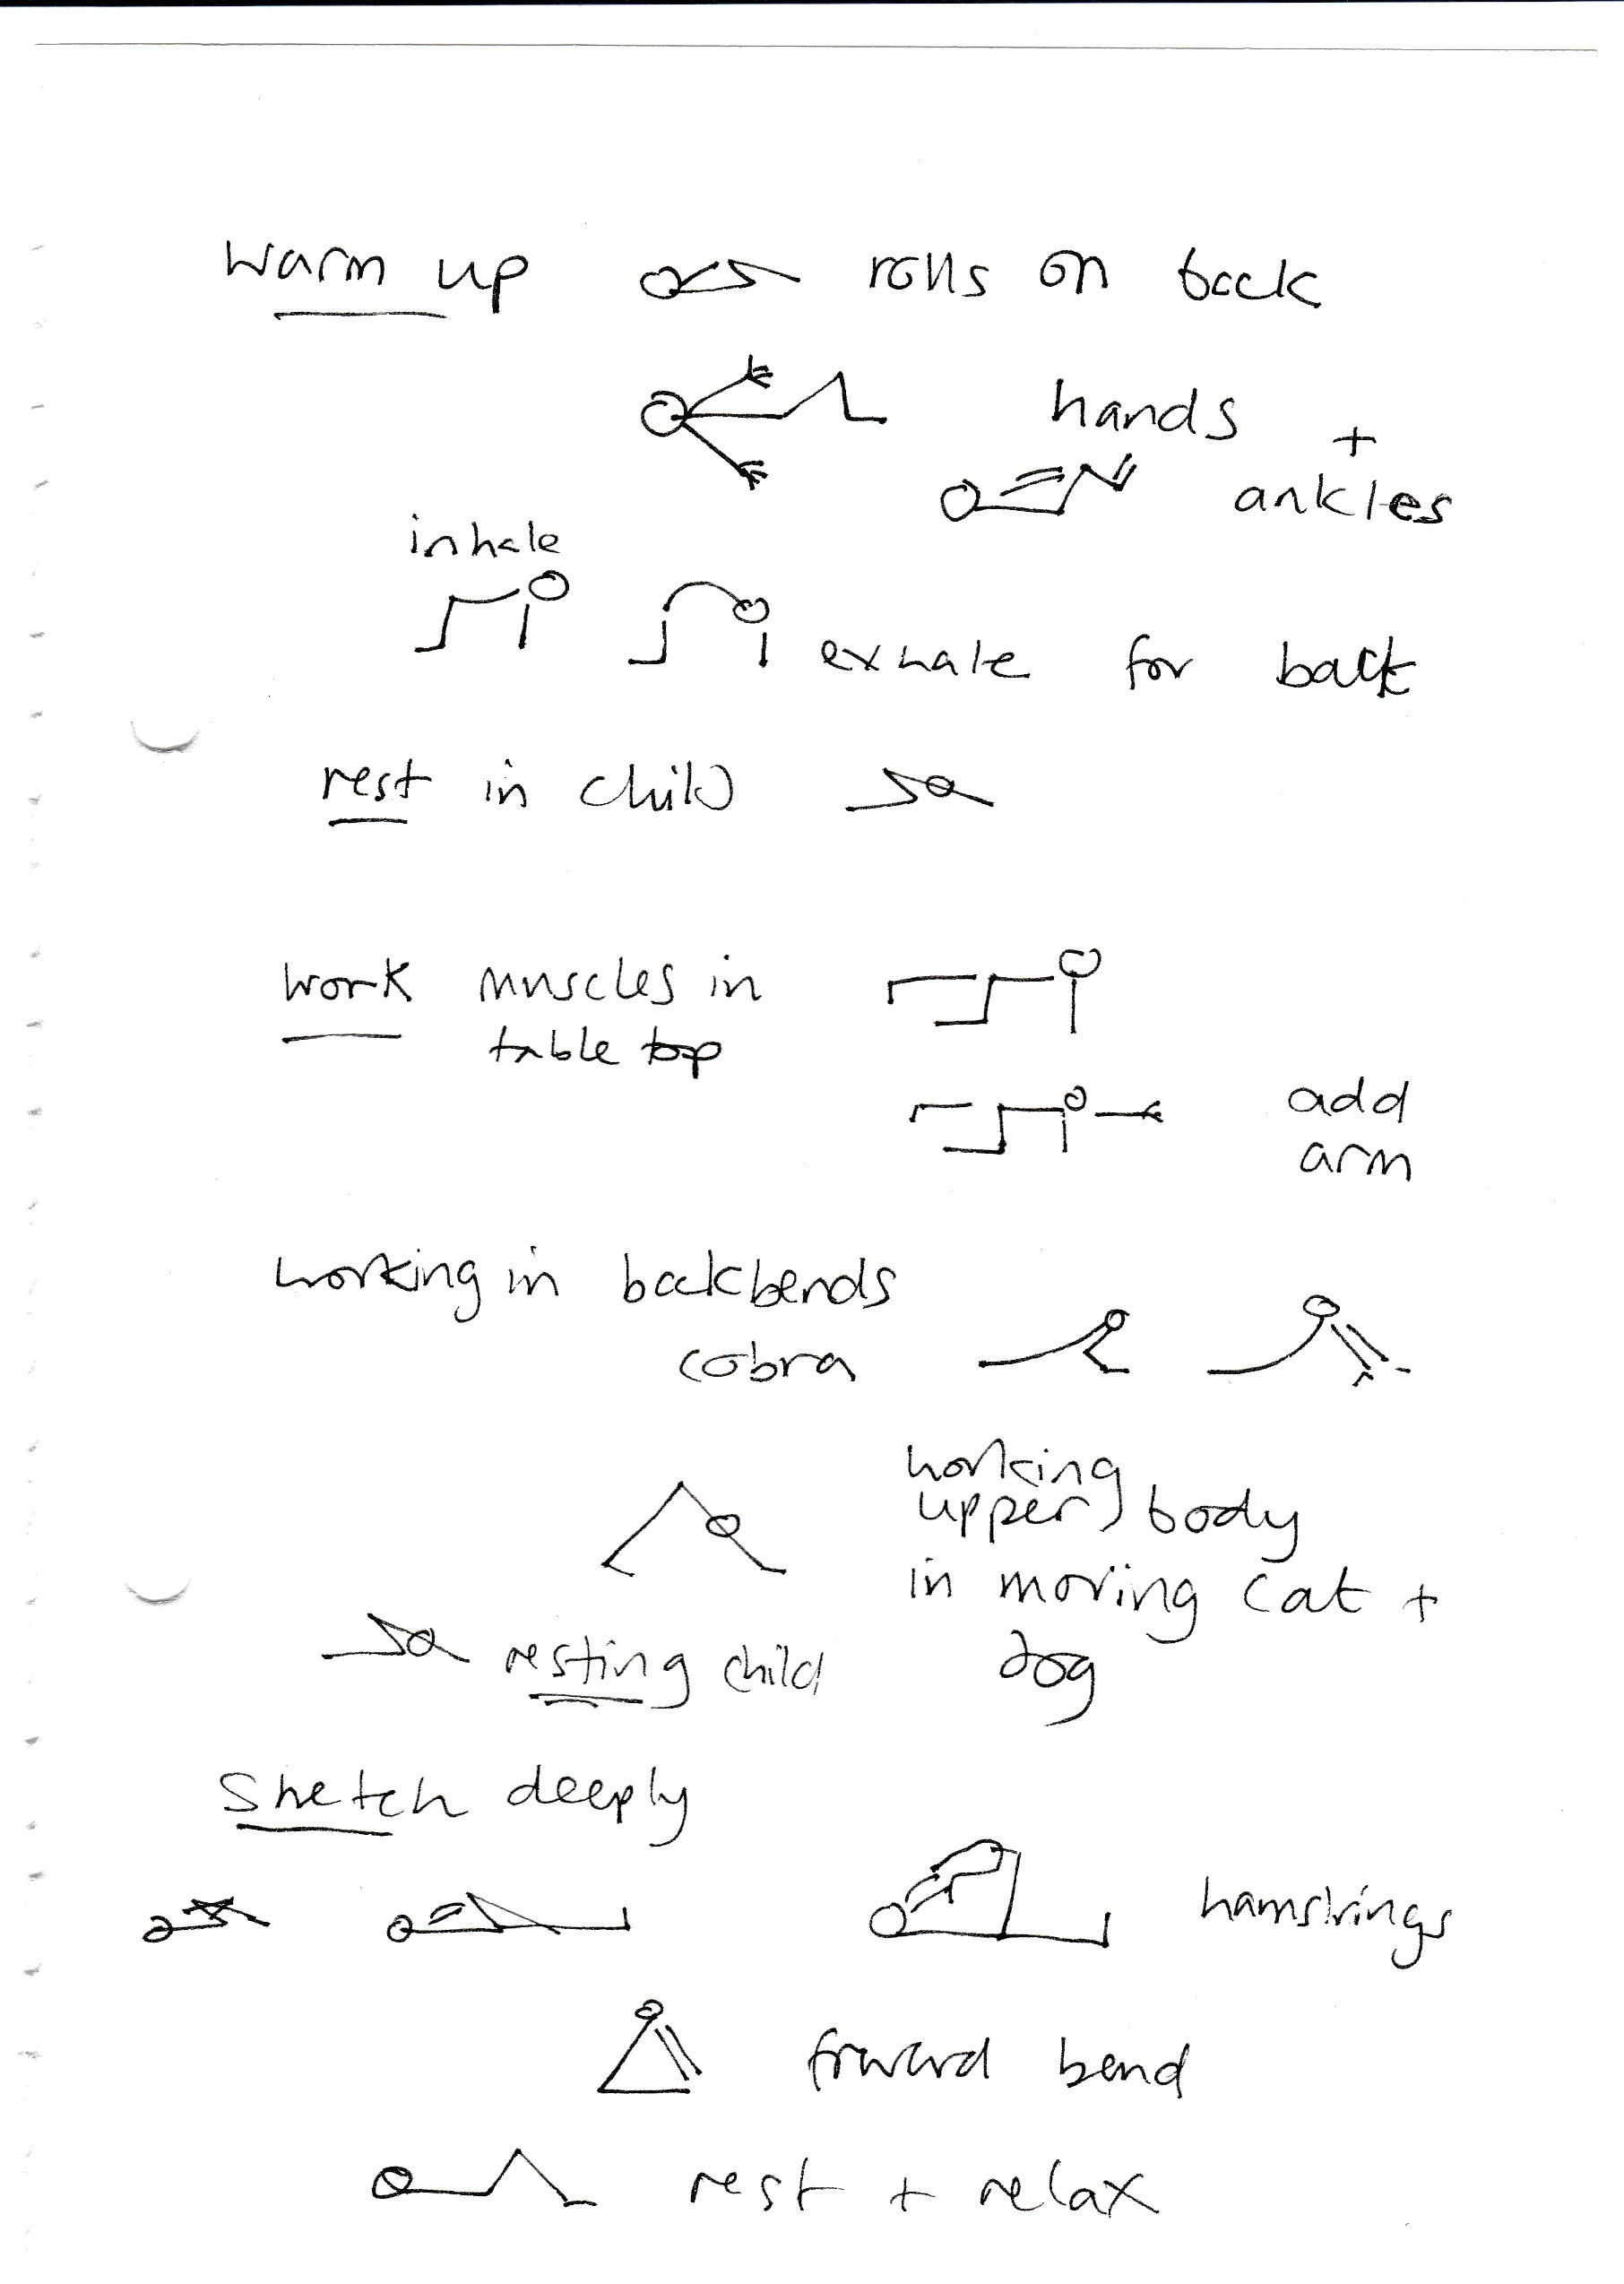 warm up rolls on back
hands +
ankles
inhale
exhale for back
rest in child
work muscles in
table top
add
arm
working in backbends
cobra
working
upper body
in moving cat +
dog
resting child
Stretch deeply
hamstrings
forward bend
rest + relax